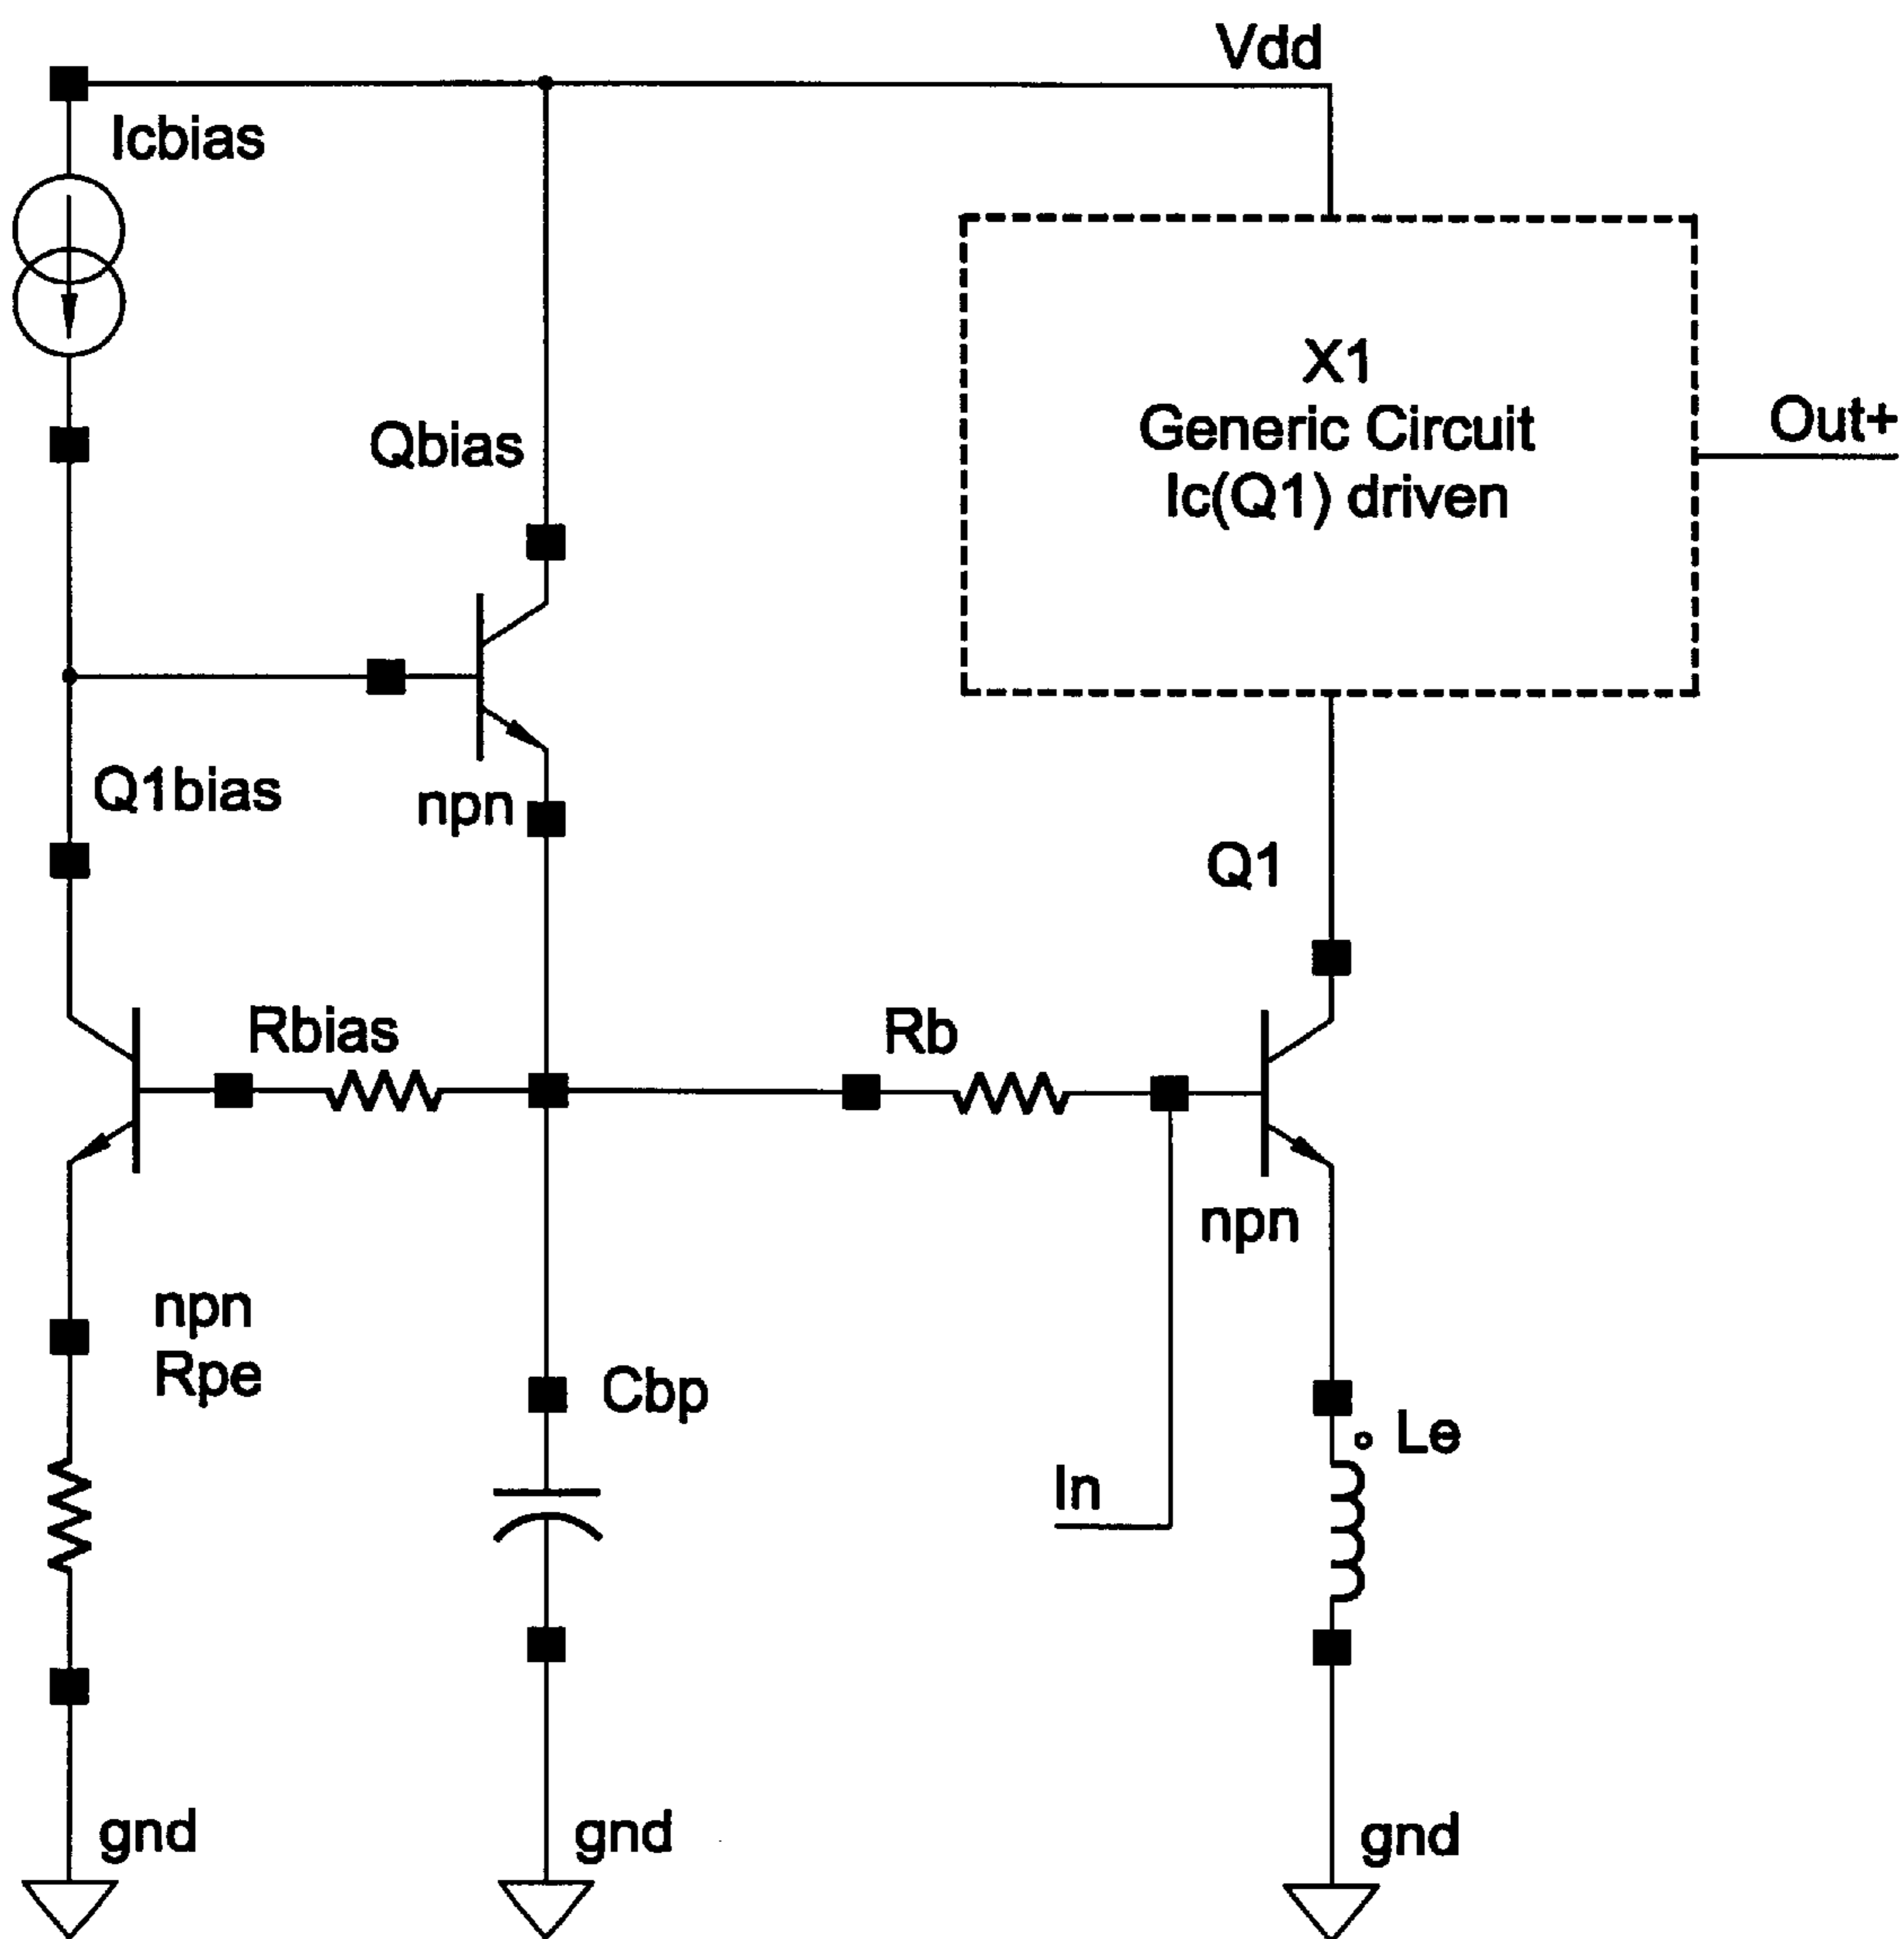 Vdd
Icbias
X1
Generic Circuit
Ic(Q1) driven
Out+
Qbias
Q1bias
npn
Q1
Rbias
Rb
npn
npn
Rpe
Cbp
Le
In
gnd
gnd
gnd